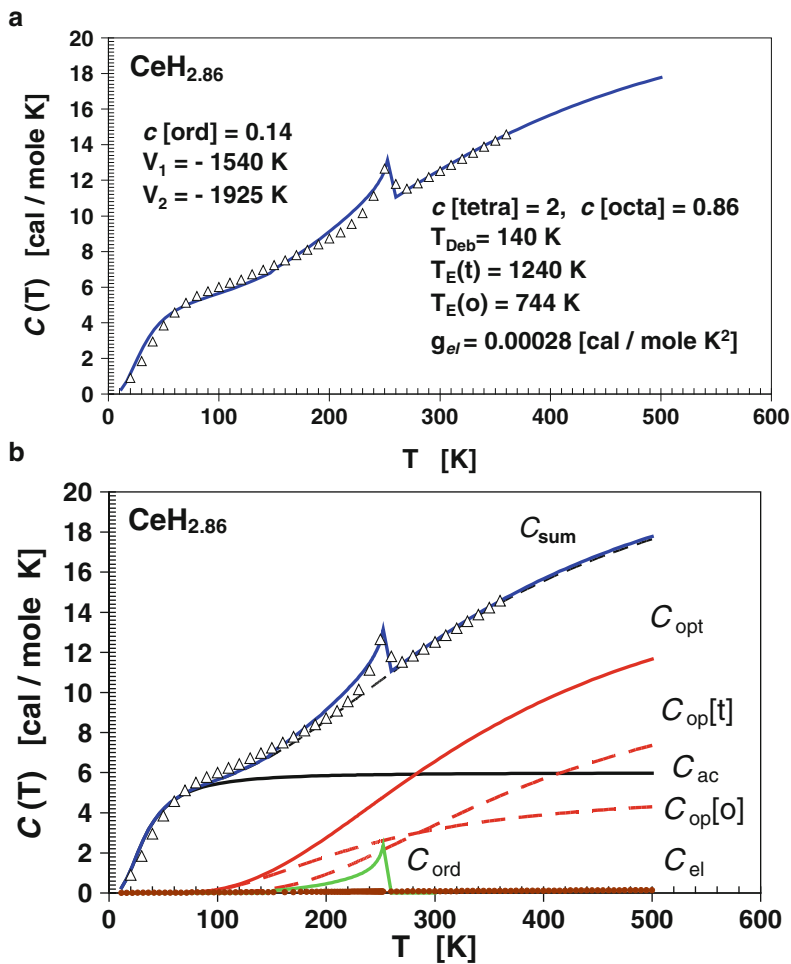 a
CeH2.86
c [ord] = 0.14
V1 = - 1540 K
V2 = - 1925 K
c [tetra] = 2, c [octa] = 0.86
TDeb= 140 K
TE(t) = 1240 K
TE(o) = 744 K
gel = 0.00028 [cal / mole K2]
C (T) [cal / mole K]
20
18
16
14
12
10
8
6
4
2
0
0 100 200 300 400 500 600
T [K]
b
CeH2.86
Csum
Copt
Cop[t]
Cac
Cop[o]
Cord
Cel
C (T) [cal / mole K]
20
18
16
14
12
10
8
6
4
2
0
0 100 200 300 400 500 600
T [K]